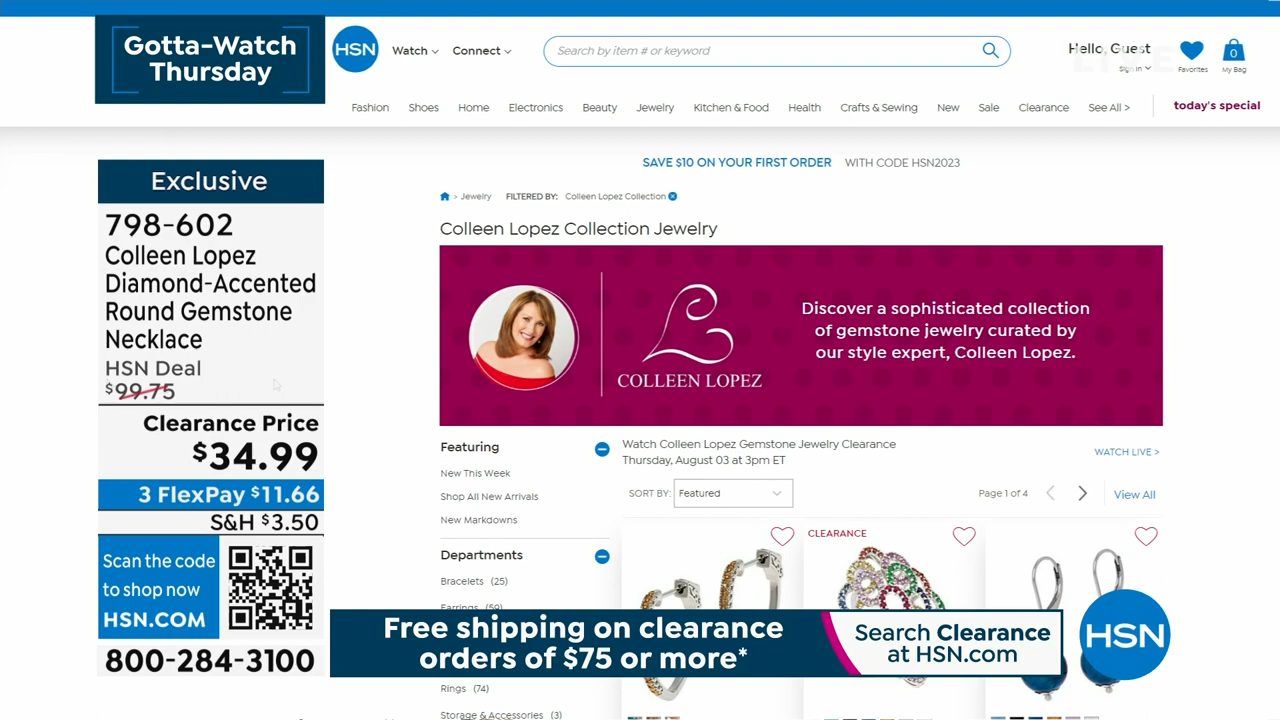 Gotta-Watch
Thursday
HSN
Watch
Connect
Search by item # or keyword
Hello, Guest
Sign In
LIVE
Favorites
0
My Bag
Fashion
Shoes
Home
Electronics
Beauty
Jewelry
Kitchen & Food
Health
Crafts & Sewing
New
Sale
Clearance
See All >
today's special
Exclusive
798-602
Colleen Lopez
Diamond-Accented
Round Gemstone
Necklace
HSN Deal
$99.75
Clearance Price
$34.99
3 FlexPay $11.66
S&H $3.50
Scan the code
to shop now
HSN.COM
800-284-3100
SAVE $10 ON YOUR FIRST ORDER WITH CODE HSN2023
> Jewelry FILTERED BY: Colleen Lopez Collection
Colleen Lopez Collection Jewelry
COLLEEN LOPEZ
Discover a sophisticated collection
of gemstone jewelry curated by
our style expert, Colleen Lopez.
Featuring
New This Week
Shop All New Arrivals
New Markdowns
Departments
Bracelets (25)
Earrings (59)
Rings (74)
Storage & Accessories (3)
Watch Colleen Lopez Gemstone Jewelry Clearance
Thursday, August 03 at 3pm ET
WATCH LIVE >
SORT BY: Featured
Page 1 of 4
View All
CLEARANCE
Free shipping on clearance
orders of $75 or more*
Search Clearance
at HSN.com
HSN